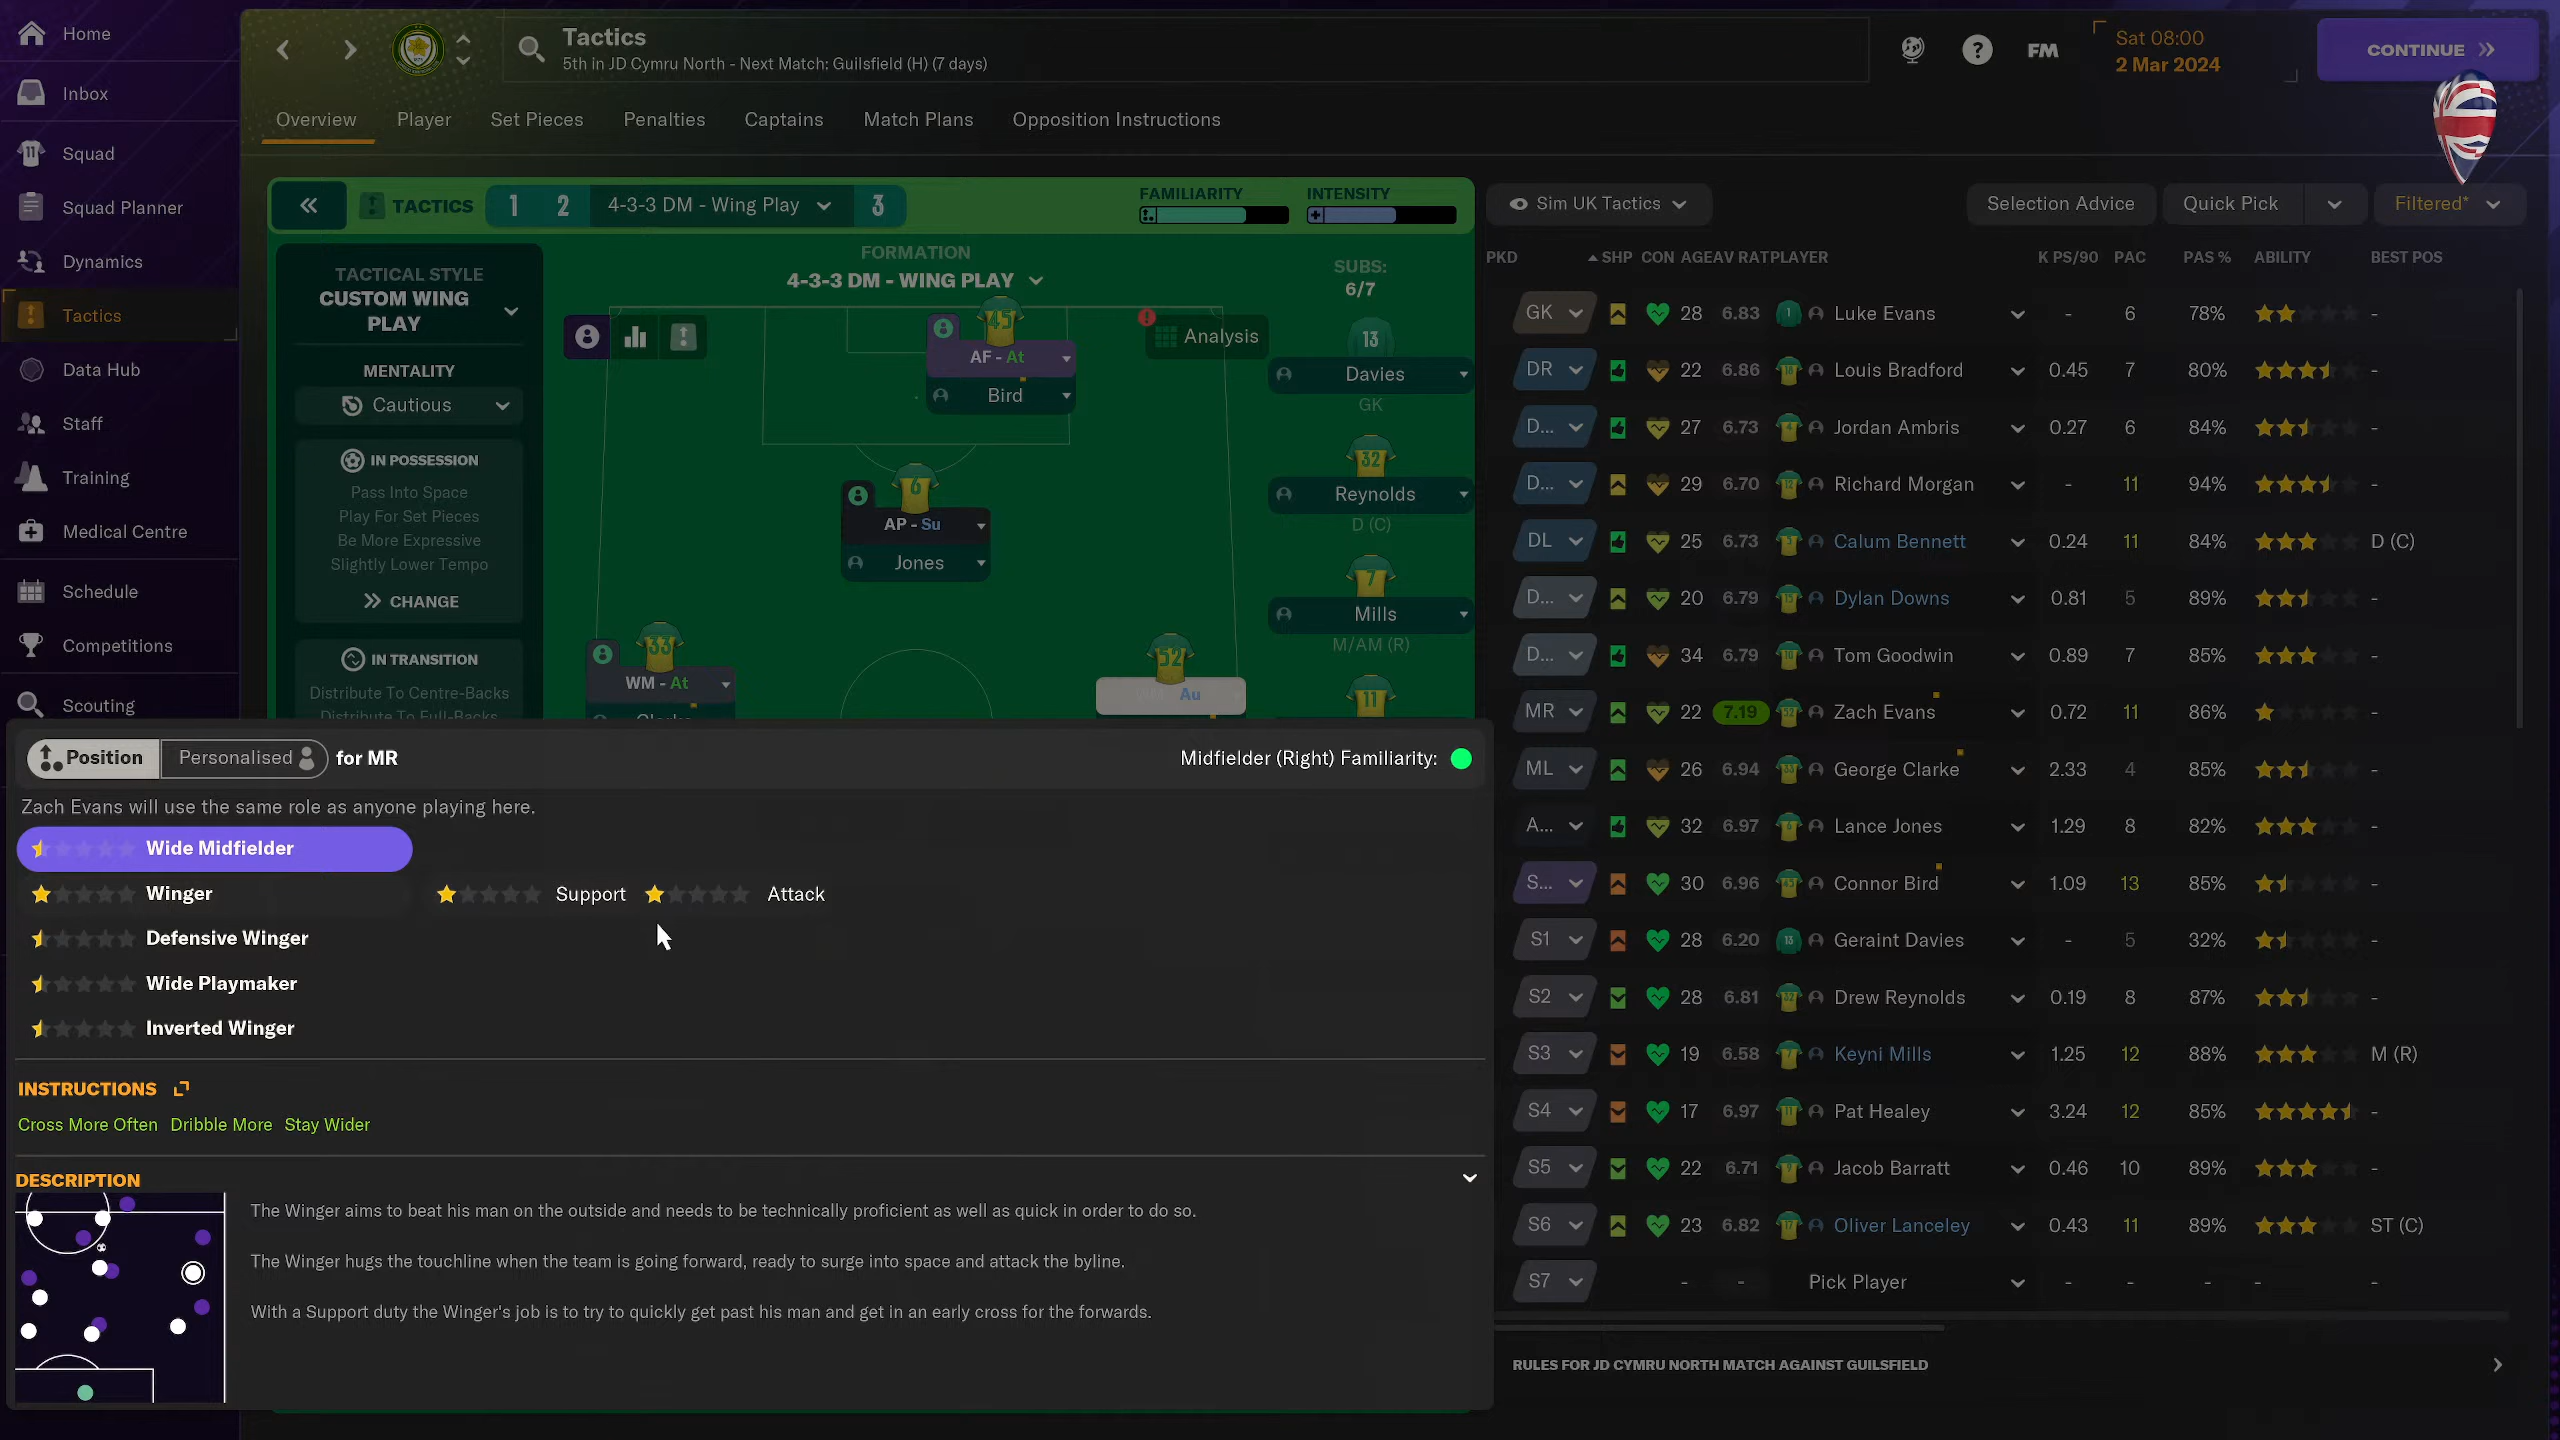 Home
Inbox
Squad
Squad Planner
Dynamics
Tactics
Data Hub
Staff
Training
Medical Centre
Schedule
Competitions
Scouting
Tactics
5th in JD Cymru North - Next Match: Guilsfield (H) (7 days)
FM
Sat 08:00
2 Mar 2024
CONTINUE
Overview
Player
Set Pieces
Penalties
Captains
Match Plans
Opposition Instructions
TACTICS
1
2
4-3-3 DM - Wing Play
3
FAMILIARITY
INTENSITY
TACTICAL STYLE
CUSTOM WING
PLAY
MENTALITY
Cautious
IN POSSESSION
Pass Into Space
Play For Set Pieces
Be More Expressive
Slightly Lower Tempo
CHANGE
IN TRANSITION
Distribute To Centre-Backs
Distribute To Full-Backs
FORMATION
4-3-3 DM - WING PLAY
Analysis
45
AF - At
Bird
6
AP - Su
Jones
33
WM - At
Clarke
52
Au
SUBS:
6/7
13
Davies
GK
32
Reynolds
D (C)
7
Mills
M/AM (R)
11
Sim UK Tactics
Selection Advice
Quick Pick
Filtered*
PKD SHP CON AGE AV RAT PLAYER K PS/90 PAC PAS % ABILITY BEST POS
GK 28 6.83 1 Luke Evans - 6 78% -
DR 22 6.86 Louis Bradford 0.45 7 80% -
D... 27 6.73 Jordan Ambris 0.27 6 84% -
D... 29 6.70 Richard Morgan - 11 94% -
DL 25 6.73 Calum Bennett 0.24 11 84% D (C)
D... 20 6.79 Dylan Downs 0.81 5 89% -
D... 34 6.79 Tom Goodwin 0.89 7 85% -
MR 22 7.19 Zach Evans 0.72 11 86% -
ML 26 6.94 George Clarke 2.33 4 85% -
A... 32 6.97 Lance Jones 1.29 8 82% -
S... 30 6.96 Connor Bird 1.09 13 85% -
S1 28 6.20 13 Geraint Davies - 5 32% -
S2 28 6.81 Drew Reynolds 0.19 8 87% -
S3 19 6.58 Keyni Mills 1.25 12 88% M (R)
S4 17 6.97 Pat Healey 3.24 12 85% -
S5 22 6.71 Jacob Barratt 0.46 10 89% -
S6 23 6.82 Oliver Lanceley 0.43 11 89% ST (C)
S7 - - Pick Player - - - - -
RULES FOR JD CYMRU NORTH MATCH AGAINST GUILSFIELD
Position Personalised for MR
Midfielder (Right) Familiarity:
Zach Evans will use the same role as anyone playing here.
Wide Midfielder
Winger Support Attack
Defensive Winger
Wide Playmaker
Inverted Winger
INSTRUCTIONS
Cross More Often Dribble More Stay Wider
DESCRIPTION
The Winger aims to beat his man on the outside and needs to be technically proficient as well as quick in order to do so.
The Winger hugs the touchline when the team is going forward, ready to surge into space and attack the byline.
With a Support duty the Winger's job is to try to quickly get past his man and get in an early cross for the forwards.